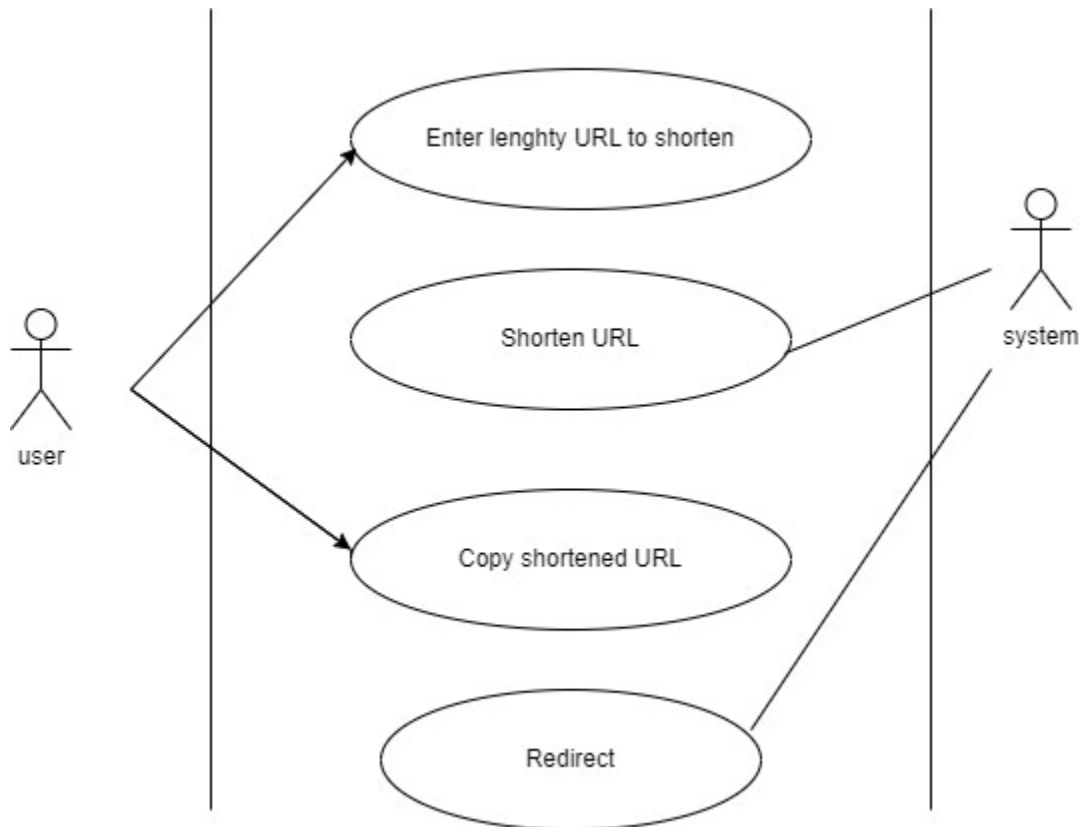 Enter lenghty URL to shorten
Shorten URL
system
user
Copy shortened URL
Redirect